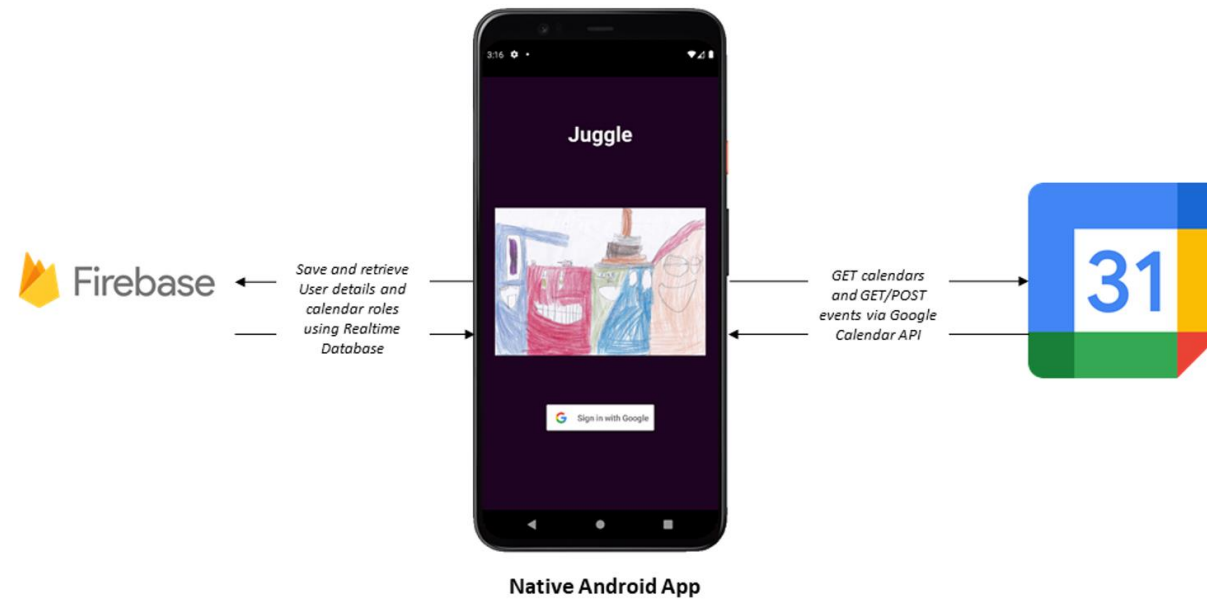 3:16
Juggle
Firebase
Save and retrieve
User details and
calendar roles
using Realtime
Database
GET calendars
and GET/POST
events via Google
Calendar API
31
G Sign in with Google
Native Android App